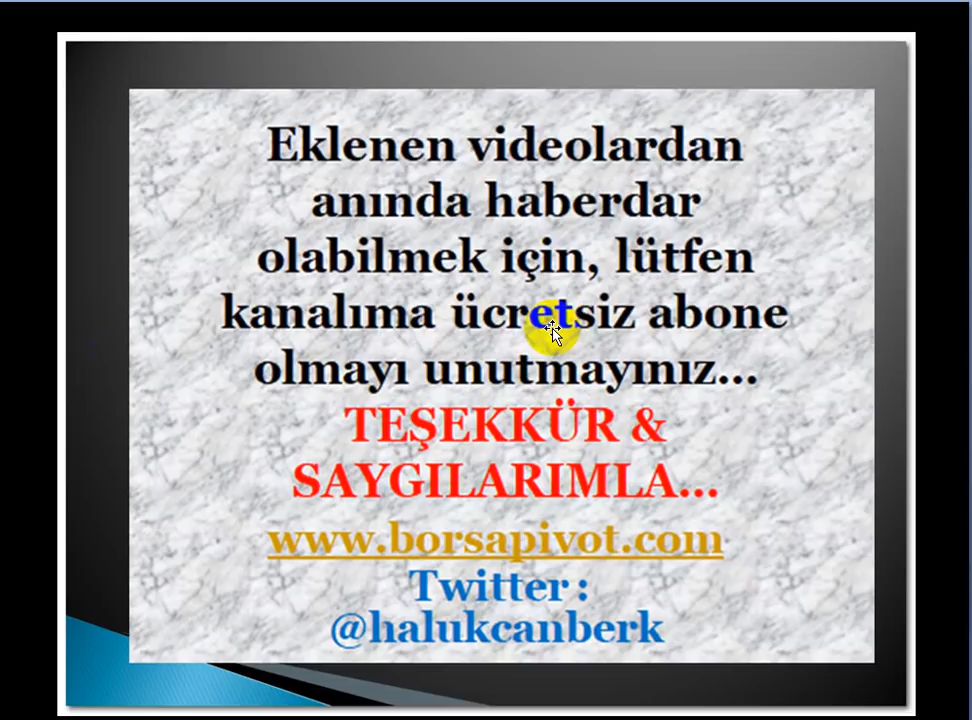 Eklenen videolardan
anında haberdar
olabilmek için, lütfen
kanalıma ücretsiz abone
olmayı unutmayınız...
TEŞEKKÜR &
SAYGILARIMLA...
www.borsapivot.com
Twitter :
@halukcanberk